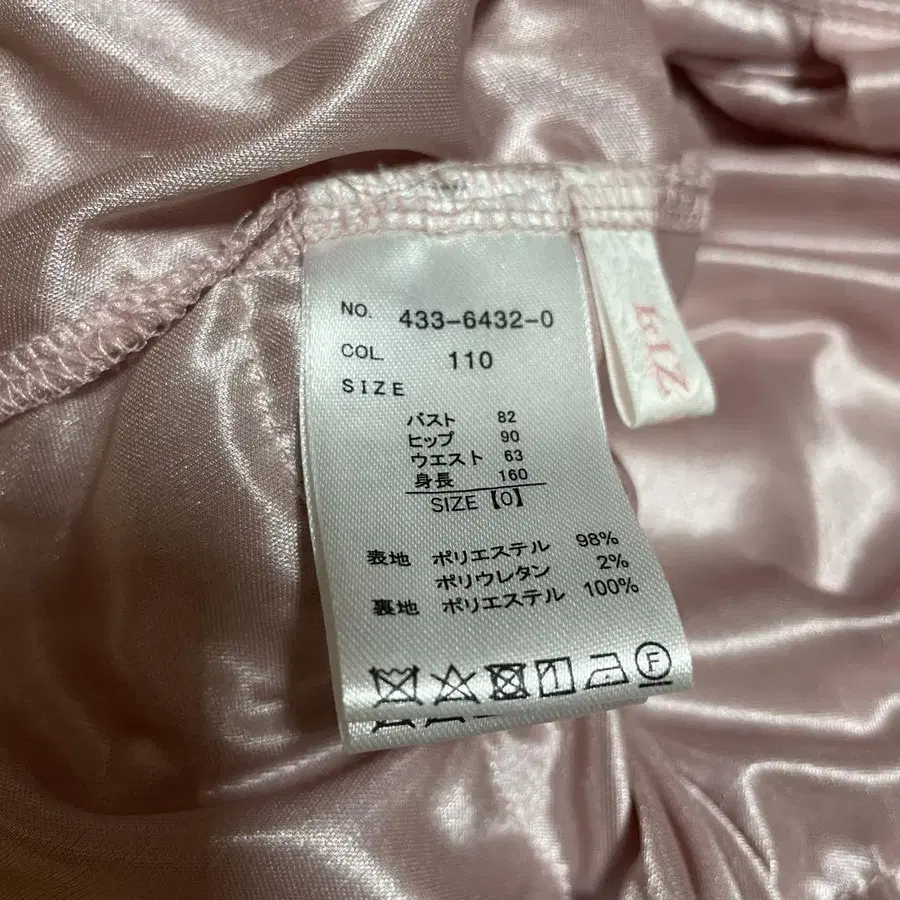 NO. 433-6432-0
COL. 110
SIZE
バスト 82
ヒップ 90
ウエスト 63
身長 160
SIZE【0】
表地 ポリエステル 98%
ポリウレタン 2%
裏地 ポリエステル 100%
F